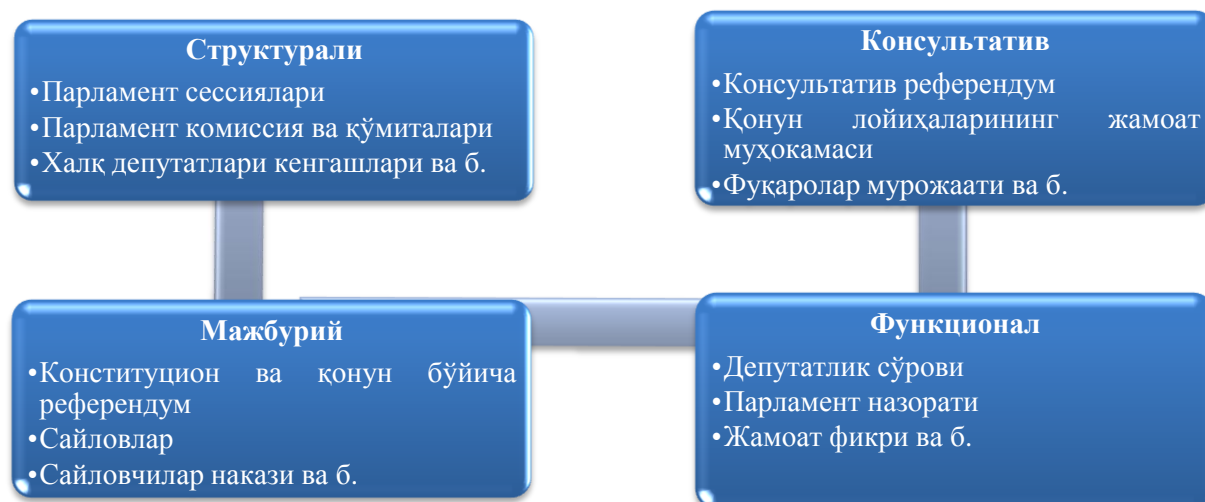 Структурали
•Парламент сессиялари
•Парламент комиссия ва қўмиталари
•Халқ депутатлари кенгашлари ва б.
Консультатив
•Консультатив референдум
•Қонун лойиҳаларининг жамоат
муҳокамаси
•Фуқаролар мурожаати ва б.
Мажбурий
•Конституцион ва қонун бўйича
референдум
•Сайловлар
•Сайловчилар накази ва б.
Функционал
•Депутатлик сўрови
•Парламент назорати
•Жамоат фикри ва б.